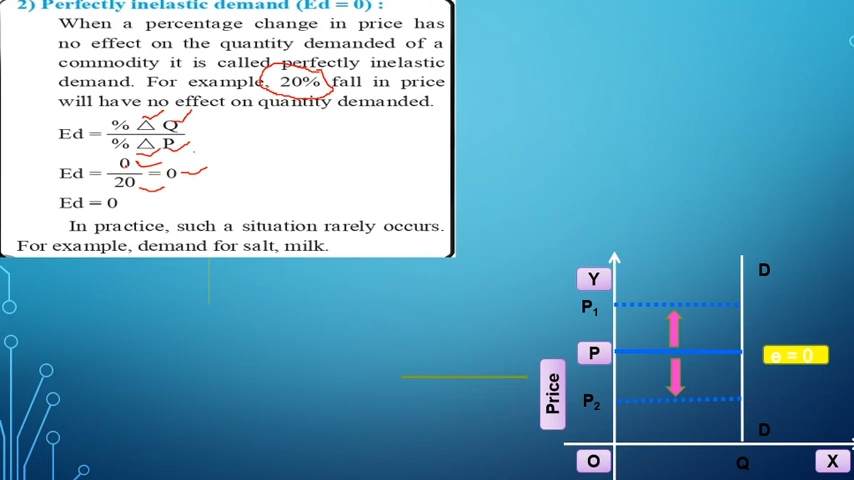 2) Perfectly inelastic demand (Ed = 0) :
When a percentage change in price has
no effect on the quantity demanded of a
commodity it is called perfectly inelastic
demand. For example, 20% fall in price
will have no effect on quantity demanded.
Ed = % △ Q
% △ P
Ed = 0
20 = 0
Ed = 0
In practice, such a situation rarely occurs.
For example, demand for salt, milk.
Y
D
P1
P
e = 0
Price
P2
D
O
Q
X